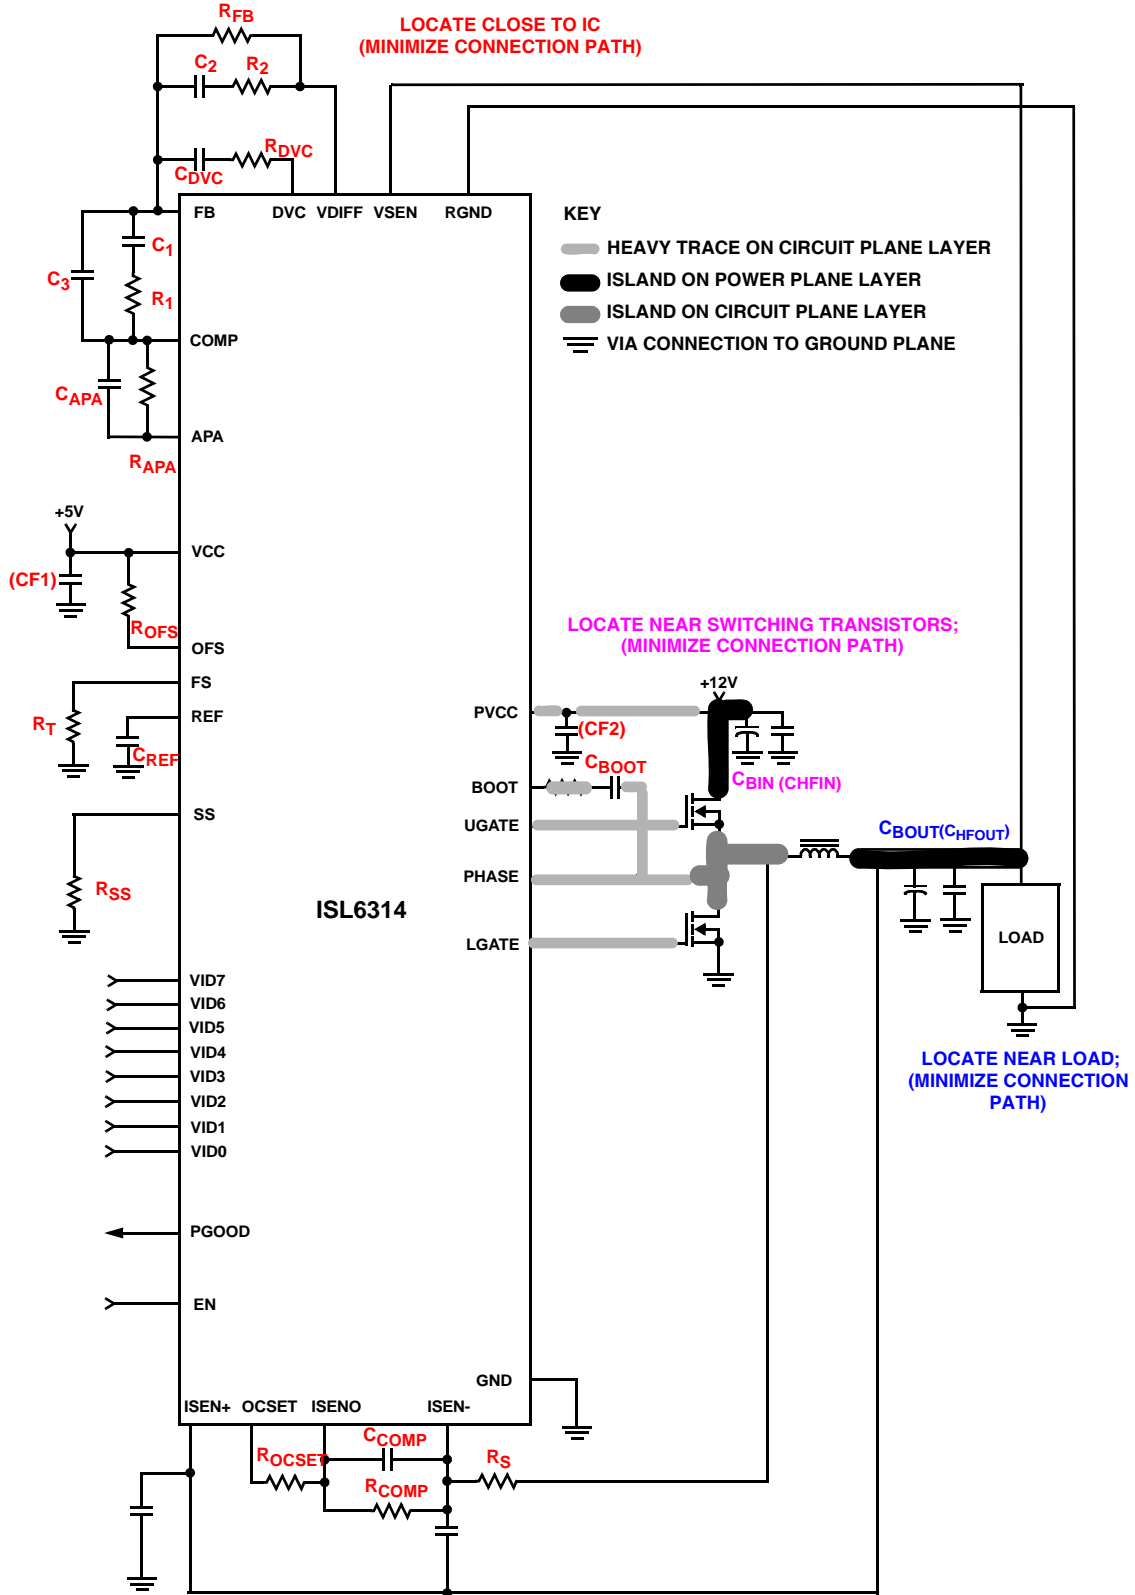 RFB
LOCATE CLOSE TO IC
(MINIMIZE CONNECTION PATH)
C2
R2
RDVC
CDVC
FB
DVC
VDIFF
VSEN
RGND
C1
C3
R1
KEY
HEAVY TRACE ON CIRCUIT PLANE LAYER
ISLAND ON POWER PLANE LAYER
ISLAND ON CIRCUIT PLANE LAYER
VIA CONNECTION TO GROUND PLANE
COMP
CAPA
APA
RAPA
+5V
VCC
(CF1)
ROFS
OFS
LOCATE NEAR SWITCHING TRANSISTORS;
(MINIMIZE CONNECTION PATH)
FS
+12V
RT
REF
PVCC
(CF2)
CREF
CBOOT
BOOT
CBIN (CHFIN)
SS
UGATE
CBOUT(CHFOUT)
PHASE
RSS
ISL6314
LGATE
LOAD
VID7
VID6
VID5
VID4
VID3
VID2
VID1
VID0
LOCATE NEAR LOAD;
(MINIMIZE CONNECTION
PATH)
PGOOD
EN
GND
ISEN+
OCSET
ISENO
ISEN-
CCOMP
ROCSET
RS
RCOMP